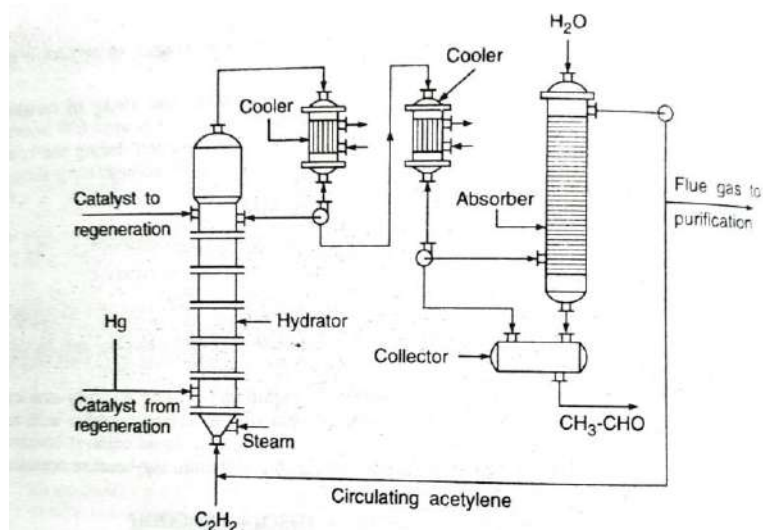 H₂O
Cooler
Cooler
Catalyst to
regeneration
Absorber
Flue gas to
purification
Hg
Hydrator
Collector
Catalyst from
regeneration
Steam
CH₃-CHO
Circulating acetylene
C₂H₂